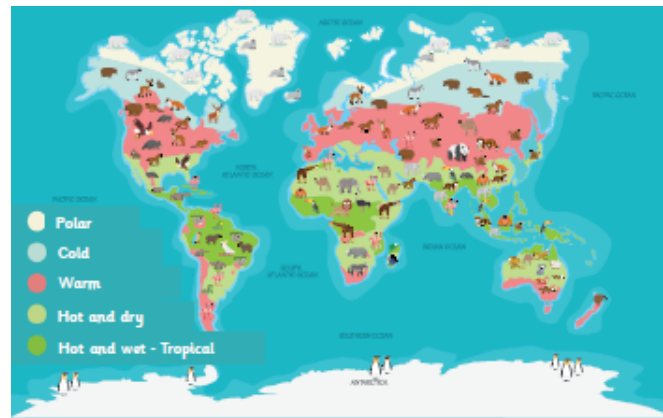 ARCTIC OCEAN
PACIFIC OCEAN
NORTH
ATLANTIC OCEAN
PACIFIC OCEAN
Polar
Cold
INDIAN OCEAN
SOUTH
ATLANTIC OCEAN
Warm
Hot and dry
SOUTHERN OCEAN
Hot and wet - Tropical
ANTARCTICA